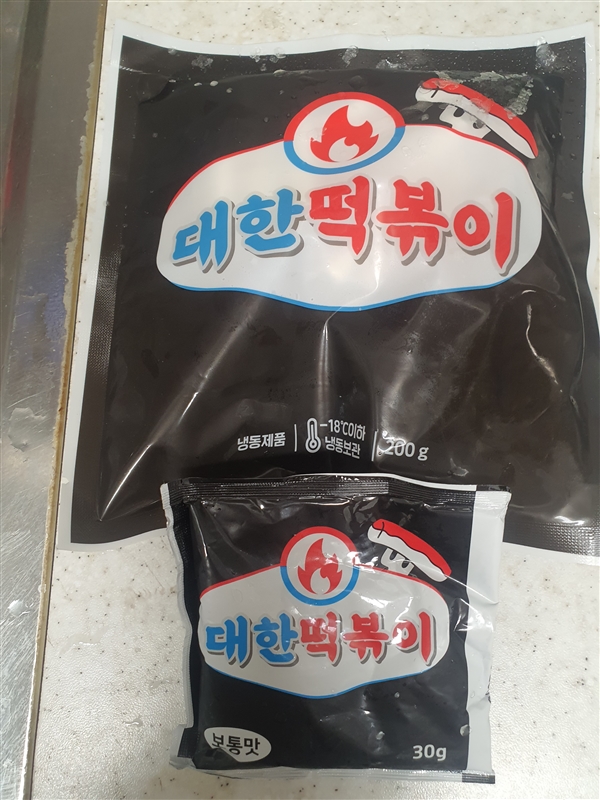 대한떡볶이
냉동제품 | -18℃이하 냉동보관 | 200 g
대한떡볶이
보통맛
30g